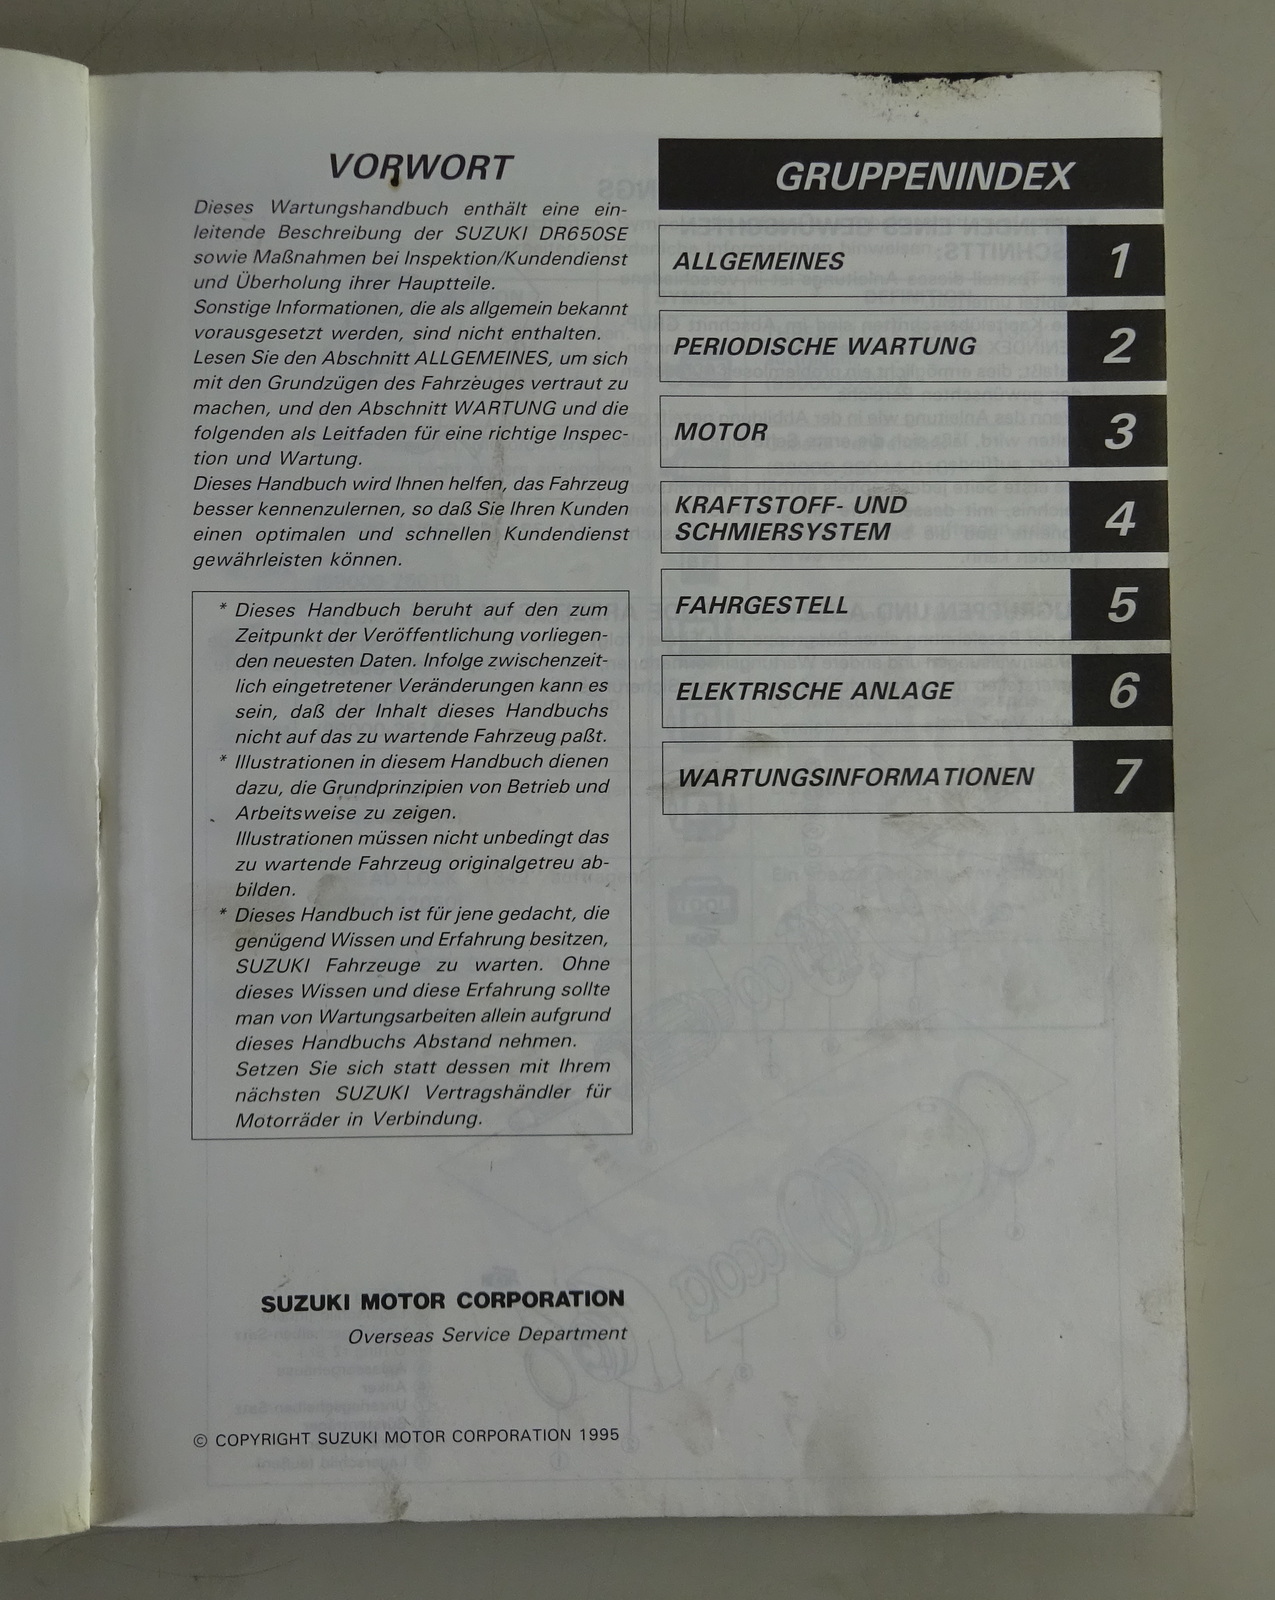 VORWORT
Dieses Wartungshandbuch enthält eine ein-
leitende Beschreibung der SUZUKI DR650SE
sowie Maßnahmen bei Inspektion/Kundendienst
und Überholung ihrer Hauptteile.
Sonstige Informationen, die als allgemein bekannt
vorausgesetzt werden, sind nicht enthalten.
Lesen Sie den Abschnitt ALLGEMEINES, um sich
mit den Grundzügen des Fahrzeuges vertraut zu
machen, und den Abschnitt WARTUNG und die
folgenden als Leitfaden für eine richtige Inspec-
tion und Wartung.
Dieses Handbuch wird Ihnen helfen, das Fahrzeug
besser kennenzulernen, so daß Sie Ihren Kunden
einen optimalen und schnellen Kundendienst
gewährleisten können.
* Dieses Handbuch beruht auf den zum
Zeitpunkt der Veröffentlichung vorliegen-
den neuesten Daten. Infolge zwischenzeit-
lich eingetretener Veränderungen kann es
sein, daß der Inhalt dieses Handbuchs
nicht auf das zu wartende Fahrzeug paßt.
* Illustrationen in diesem Handbuch dienen
dazu, die Grundprinzipien von Betrieb und
Arbeitsweise zu zeigen.
Illustrationen müssen nicht unbedingt das
zu wartende Fahrzeug originalgetreu ab-
bilden.
* Dieses Handbuch ist für jene gedacht, die
genügend Wissen und Erfahrung besitzen,
SUZUKI Fahrzeuge zu warten. Ohne
dieses Wissen und diese Erfahrung sollte
man von Wartungsarbeiten allein aufgrund
dieses Handbuchs Abstand nehmen.
Setzen Sie sich statt dessen mit Ihrem
nächsten SUZUKI Vertragshändler für
Motorräder in Verbindung.
SUZUKI MOTOR CORPORATION
Overseas Service Department
© COPYRIGHT SUZUKI MOTOR CORPORATION 1995
GRUPPENINDEX
ALLGEMEINES 1
PERIODISCHE WARTUNG 2
MOTOR 3
KRAFTSTOFF- UND
SCHMIERSYSTEM 4
FAHRGESTELL 5
ELEKTRISCHE ANLAGE 6
WARTUNGSINFORMATIONEN 7